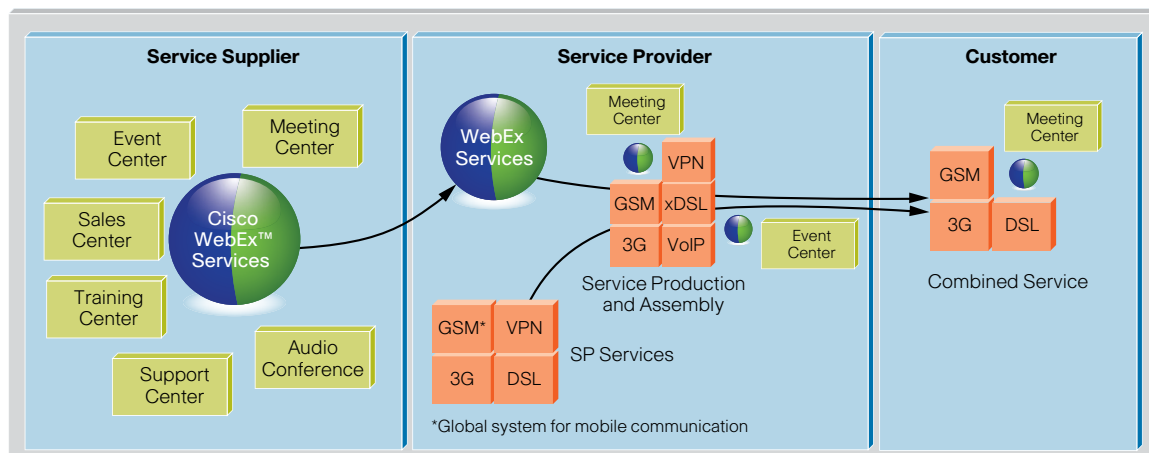 Service Supplier
Event
Center
Meeting
Center
Sales
Center
Cisco
WebEx™
Services
Training
Center
Support
Center
Audio
Conference
Service Provider
WebEx
Services
Meeting
Center
VPN
GSM
xDSL
3G
VoIP
Event
Center
Service Production
and Assembly
GSM*
VPN
3G
DSL
SP Services
*Global system for mobile communication
Customer
Meeting
Center
GSM
3G
DSL
Combined Service